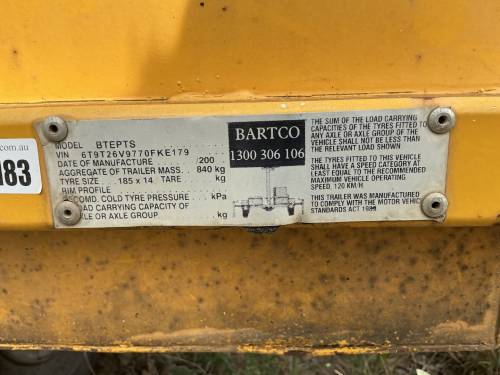 .com.au
083
MODEL BTEPTS
VIN 6T9T26V9770FKE179
DATE OF MANUFACTURE /200
AGGREGATE OF TRAILER MASS. 840 kg
TYRE SIZE . 185 x 14 TARE kg
RIM PROFILE
RECOMD. COLD TYRE PRESSURE kPa
LOAD CARRYING CAPACITY OF
AXLE OR AXLE GROUP kg
BARTCO
1300 306 106
THE SUM OF THE LOAD CARRYING
CAPACITIES OF THE TYRES FITTED TO
ANY AXLE OR AXLE GROUP OF THE
VEHICLE SHALL NOT BE LESS THAN
THE RELEVANT LOAD SHOWN
THE TYRES FITTED TO THIS VEHICLE
SHALL HAVE A SPEED CATEGORY AT
LEAST EQUAL TO THE RECOMMENDED
MAXIMUM VEHICLE OPERATING
SPEED, 120 KM/H
THIS TRAILER WAS MANUFACTURED
TO COMPLY WITH THE MOTOR VEHICLE
STANDARDS ACT 1989